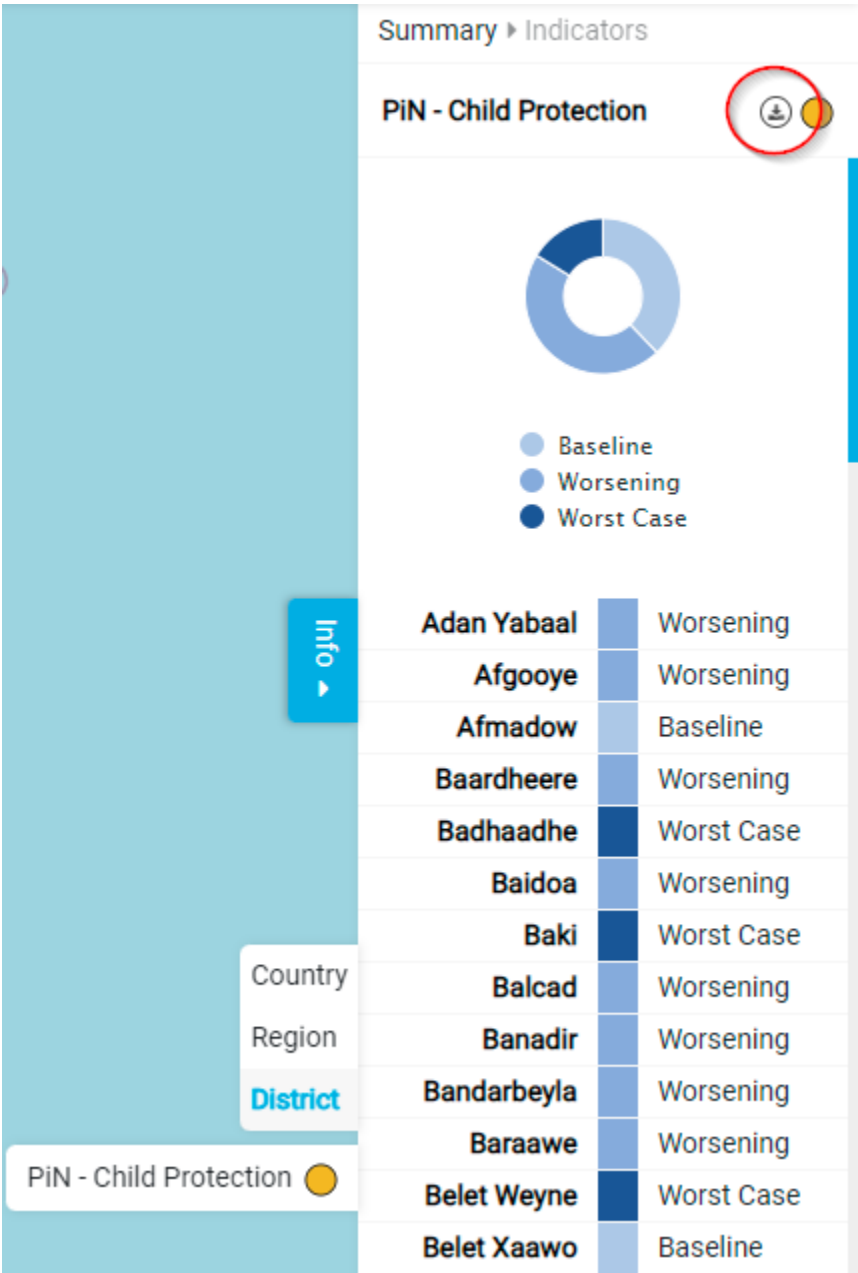 Summary Indicators
PiN - Child Protection
Baseline
Worsening
Worst Case
Info
Adan Yabaal Worsening
Afgooye Worsening
Afmadow Baseline
Baardheere Worsening
Badhaadhe Worst Case
Baidoa Worsening
Baki Worst Case
Balcad Worsening
Banadir Worsening
Bandarbeyla Worsening
Baraawe Worsening
Belet Weyne Worst Case
Belet Xaawo Baseline
Country
Region
District
PiN - Child Protection